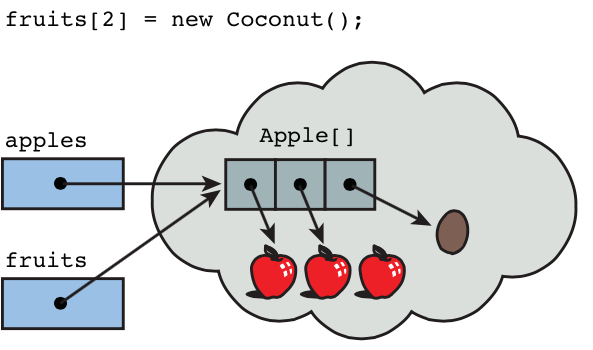 fruits[2] = new Coconut();
apples
Apple[]
fruits